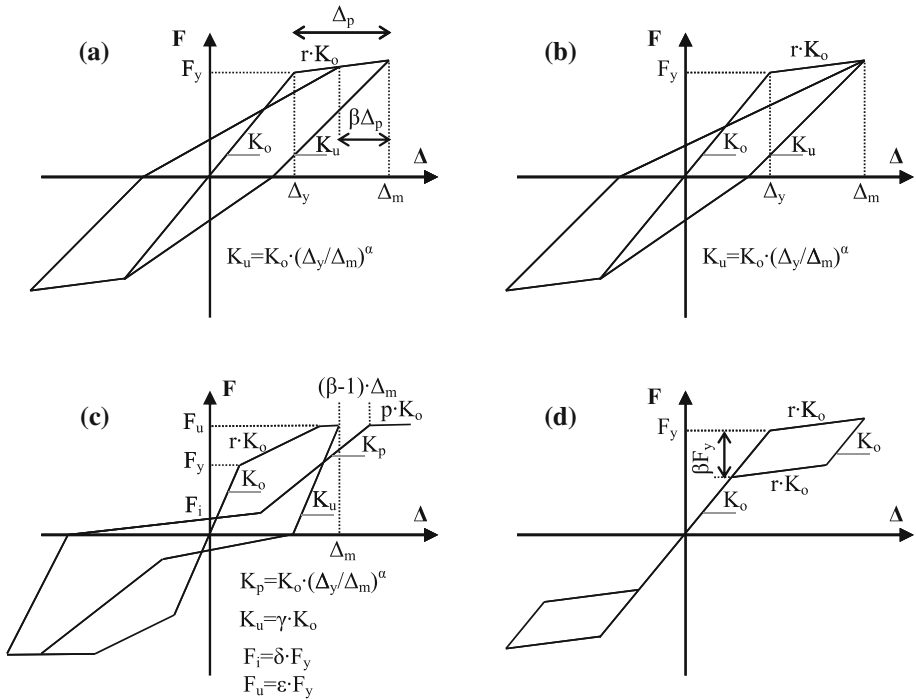 (a)
F
Δp
r·Ko
Fy
βΔp
Ko
Ku
Δ
Δy
Δm
Ku=Ko·(Δy/Δm)α
(b)
F
r·Ko
Fy
Ko
Ku
Δ
Δy
Δm
Ku=Ko·(Δy/Δm)α
(c)
F
(β-1)·Δm
p·Ko
Fu
r·Ko
Kp
Fy
Ko
Fi
Ku
Δ
Δm
Kp=Ko·(Δy/Δm)α
Ku=γ·Ko
Fi=δ·Fy
Fu=ε·Fy
(d)
F
r·Ko
Fy
βFy
Ko
r·Ko
Ko
Δ